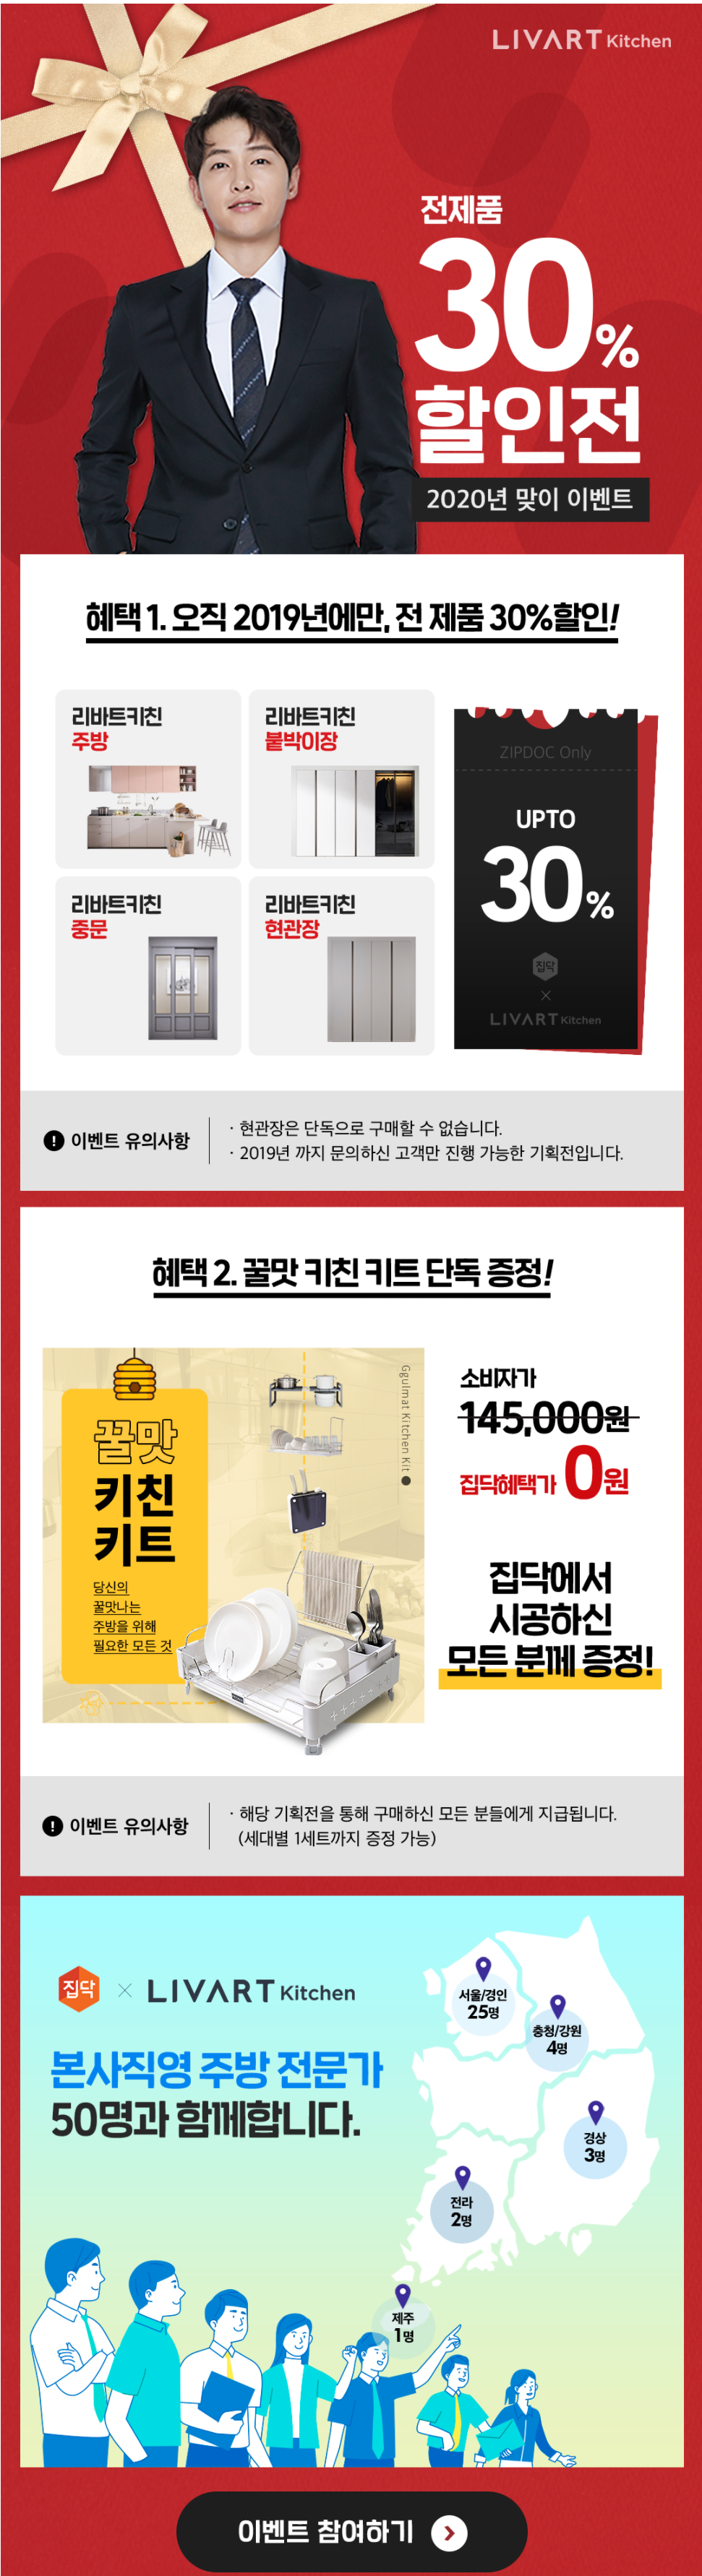 LIVART Kitchen
전제품
30%
할인전
2020년 맞이 이벤트
혜택 1. 오직 2019년에만, 전 제품 30%할인!
리바트키친
주방
리바트키친
붙박이장
리바트키친
중문
리바트키친
현관장
ZIPDOC Only
UPTO
30%
집닥
×
LIVART Kitchen
! 이벤트 유의사항
· 현관장은 단독으로 구매할 수 없습니다.
· 2019년 까지 문의하신 고객만 진행 가능한 기획전입니다.
혜택 2. 꿀맛 키친 키트 단독 증정!
꿀맛
키친
키트
당신의
꿀맛나는
주방을 위해
필요한 모든 것
Ggulmat Kitchen Kit
소비자가
145,000원
집닥혜택가 0원
집닥에서
시공하신
모든 분께 증정!
! 이벤트 유의사항
· 해당 기획전을 통해 구매하신 모든 분들에게 지급됩니다.
(세대별 1세트까지 증정 가능)
집닥 × LIVART Kitchen
본사직영 주방 전문가
50명과 함께합니다.
서울/경인
25명
충청/강원
4명
경상
3명
전라
2명
제주
1명
이벤트 참여하기